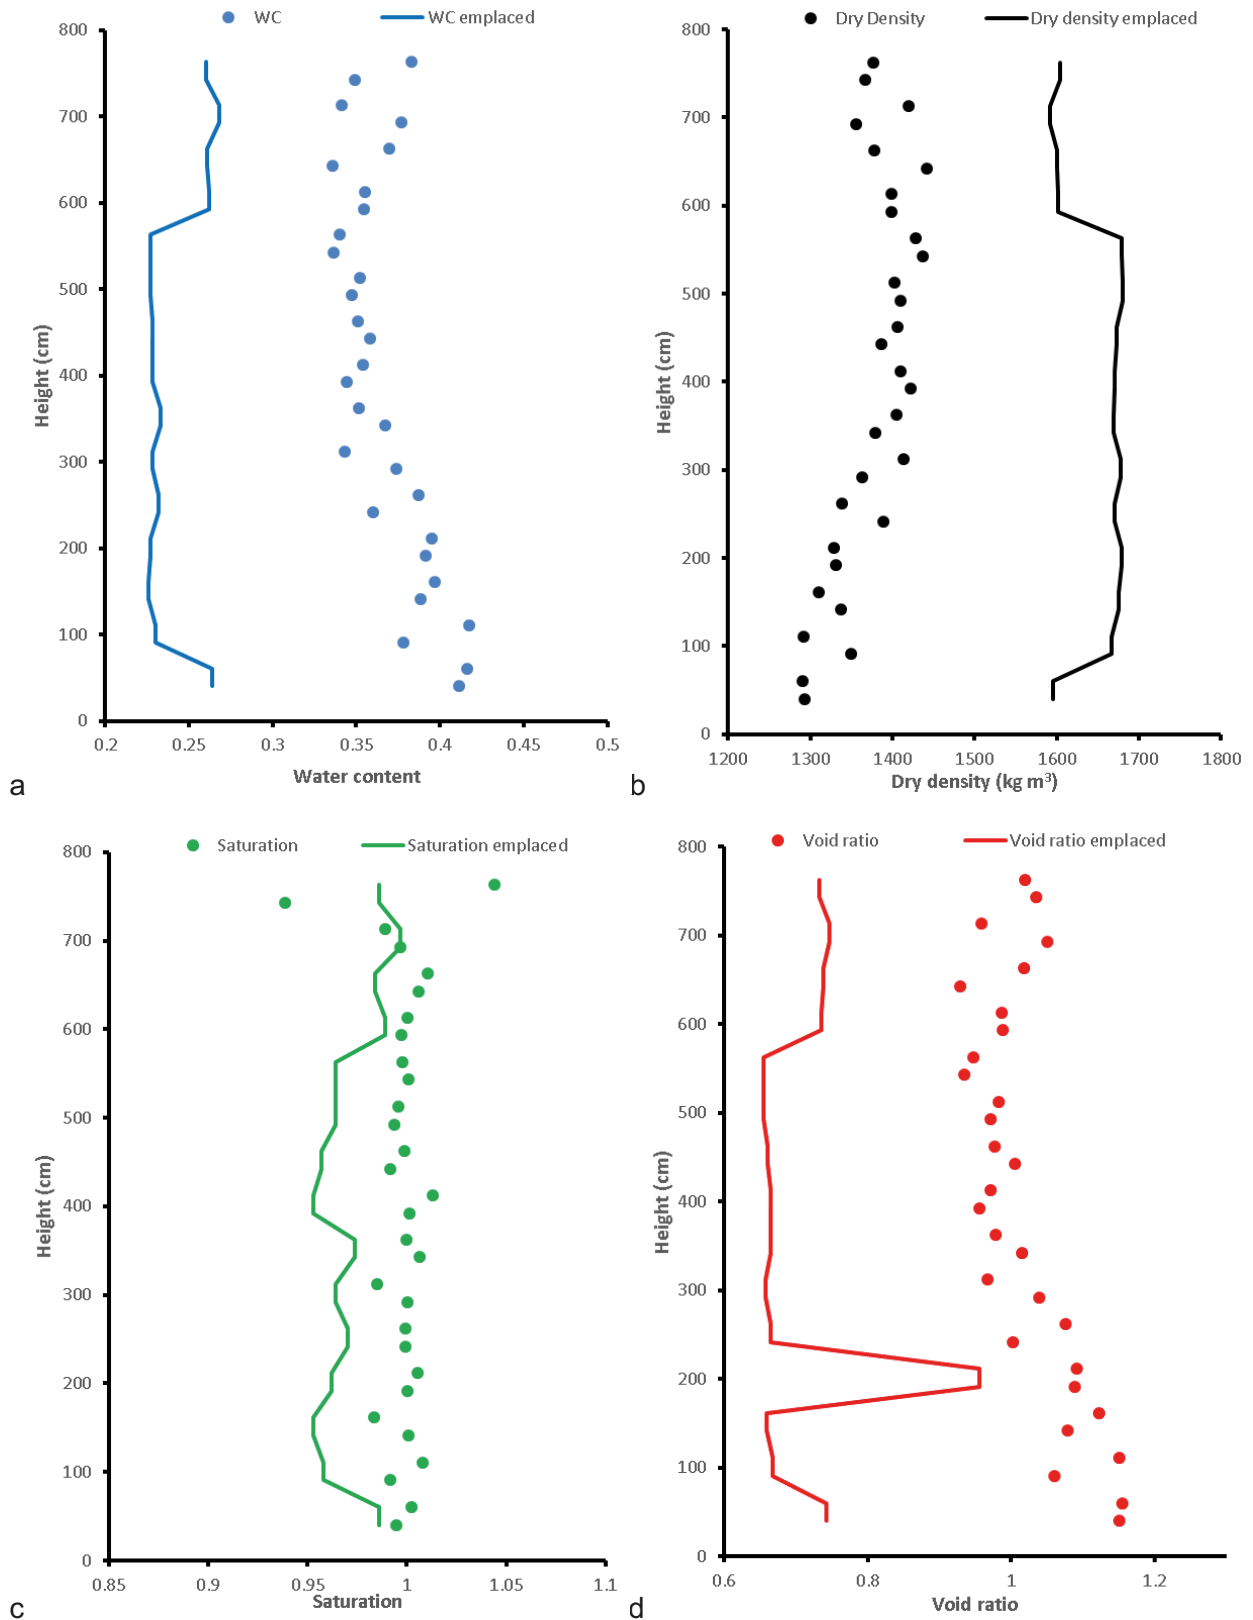 WC WC emplaced
800
700
600
500
400
300
200
100
0
Height (cm)
0.2 0.25 0.3 0.35 0.4 0.45 0.5
Water content
a
Dry Density Dry density emplaced
800
700
600
500
400
300
200
100
0
Height (cm)
1200 1300 1400 1500 1600 1700 1800
Dry density (kg m³)
b
Saturation Saturation emplaced
800
700
600
500
400
300
200
100
0
Height (cm)
0.85 0.9 0.95 1 1.05 1.1
Saturation
c
Void ratio Void ratio emplaced
800
700
600
500
400
300
200
100
0
Height (cm)
0.6 0.8 1 1.2
Void ratio
d